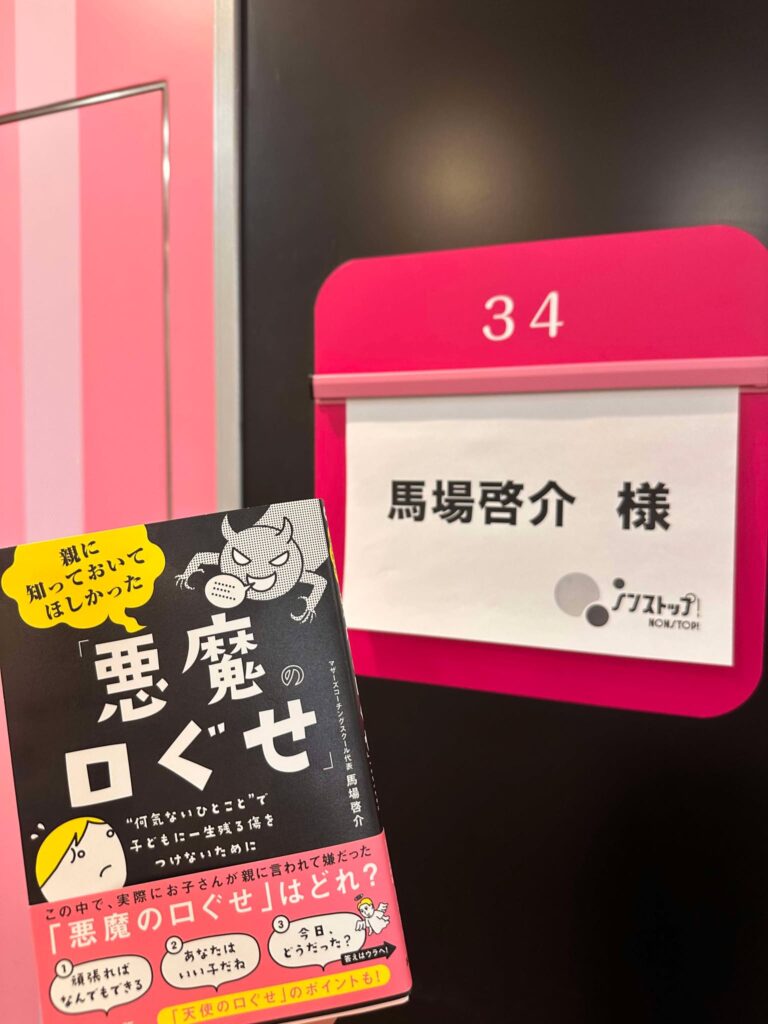 34
馬場啓介 様
ノンストップ!
NONSTOP!
親に
知っておいて
ほしかった
「悪魔の
口ぐせ」
マザーズコーチングスクール代表 馬場啓介
“何気ないひとこと”で
子どもに一生残る傷を
つけないために
この中で、実際にお子さんが親に言われて嫌だった
「悪魔の口ぐせ」はどれ?
1
頑張れば
なんでもできる
2
あなたは
いい子だね
3
今日、
どうだった?
答えはウラへ!
「天使の口ぐせ」のポイントも!